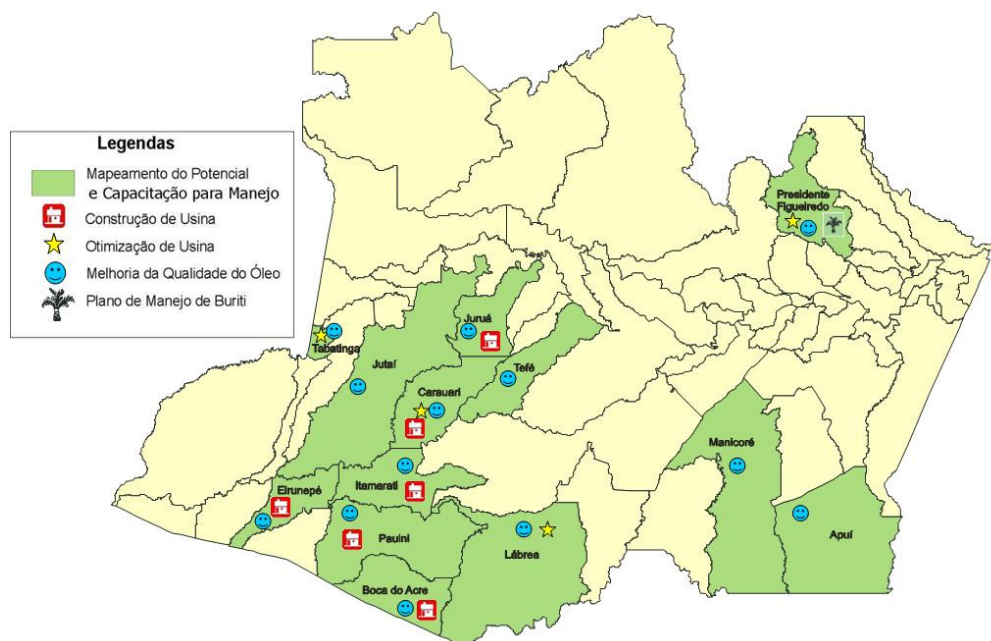 Legendas
Mapeamento do Potencial
e Capacitação para Manejo
Construção de Usina
Otimização de Usina
Melhoria da Qualidade do Óleo
Plano de Manejo de Buriti
Presidente
Figueiredo
Juruá
Tabatinga
Jutaí
Tefé
Carauari
Manicoré
Eirunepé
Itamarati
Pauini
Lábrea
Apuí
Boca do Acre